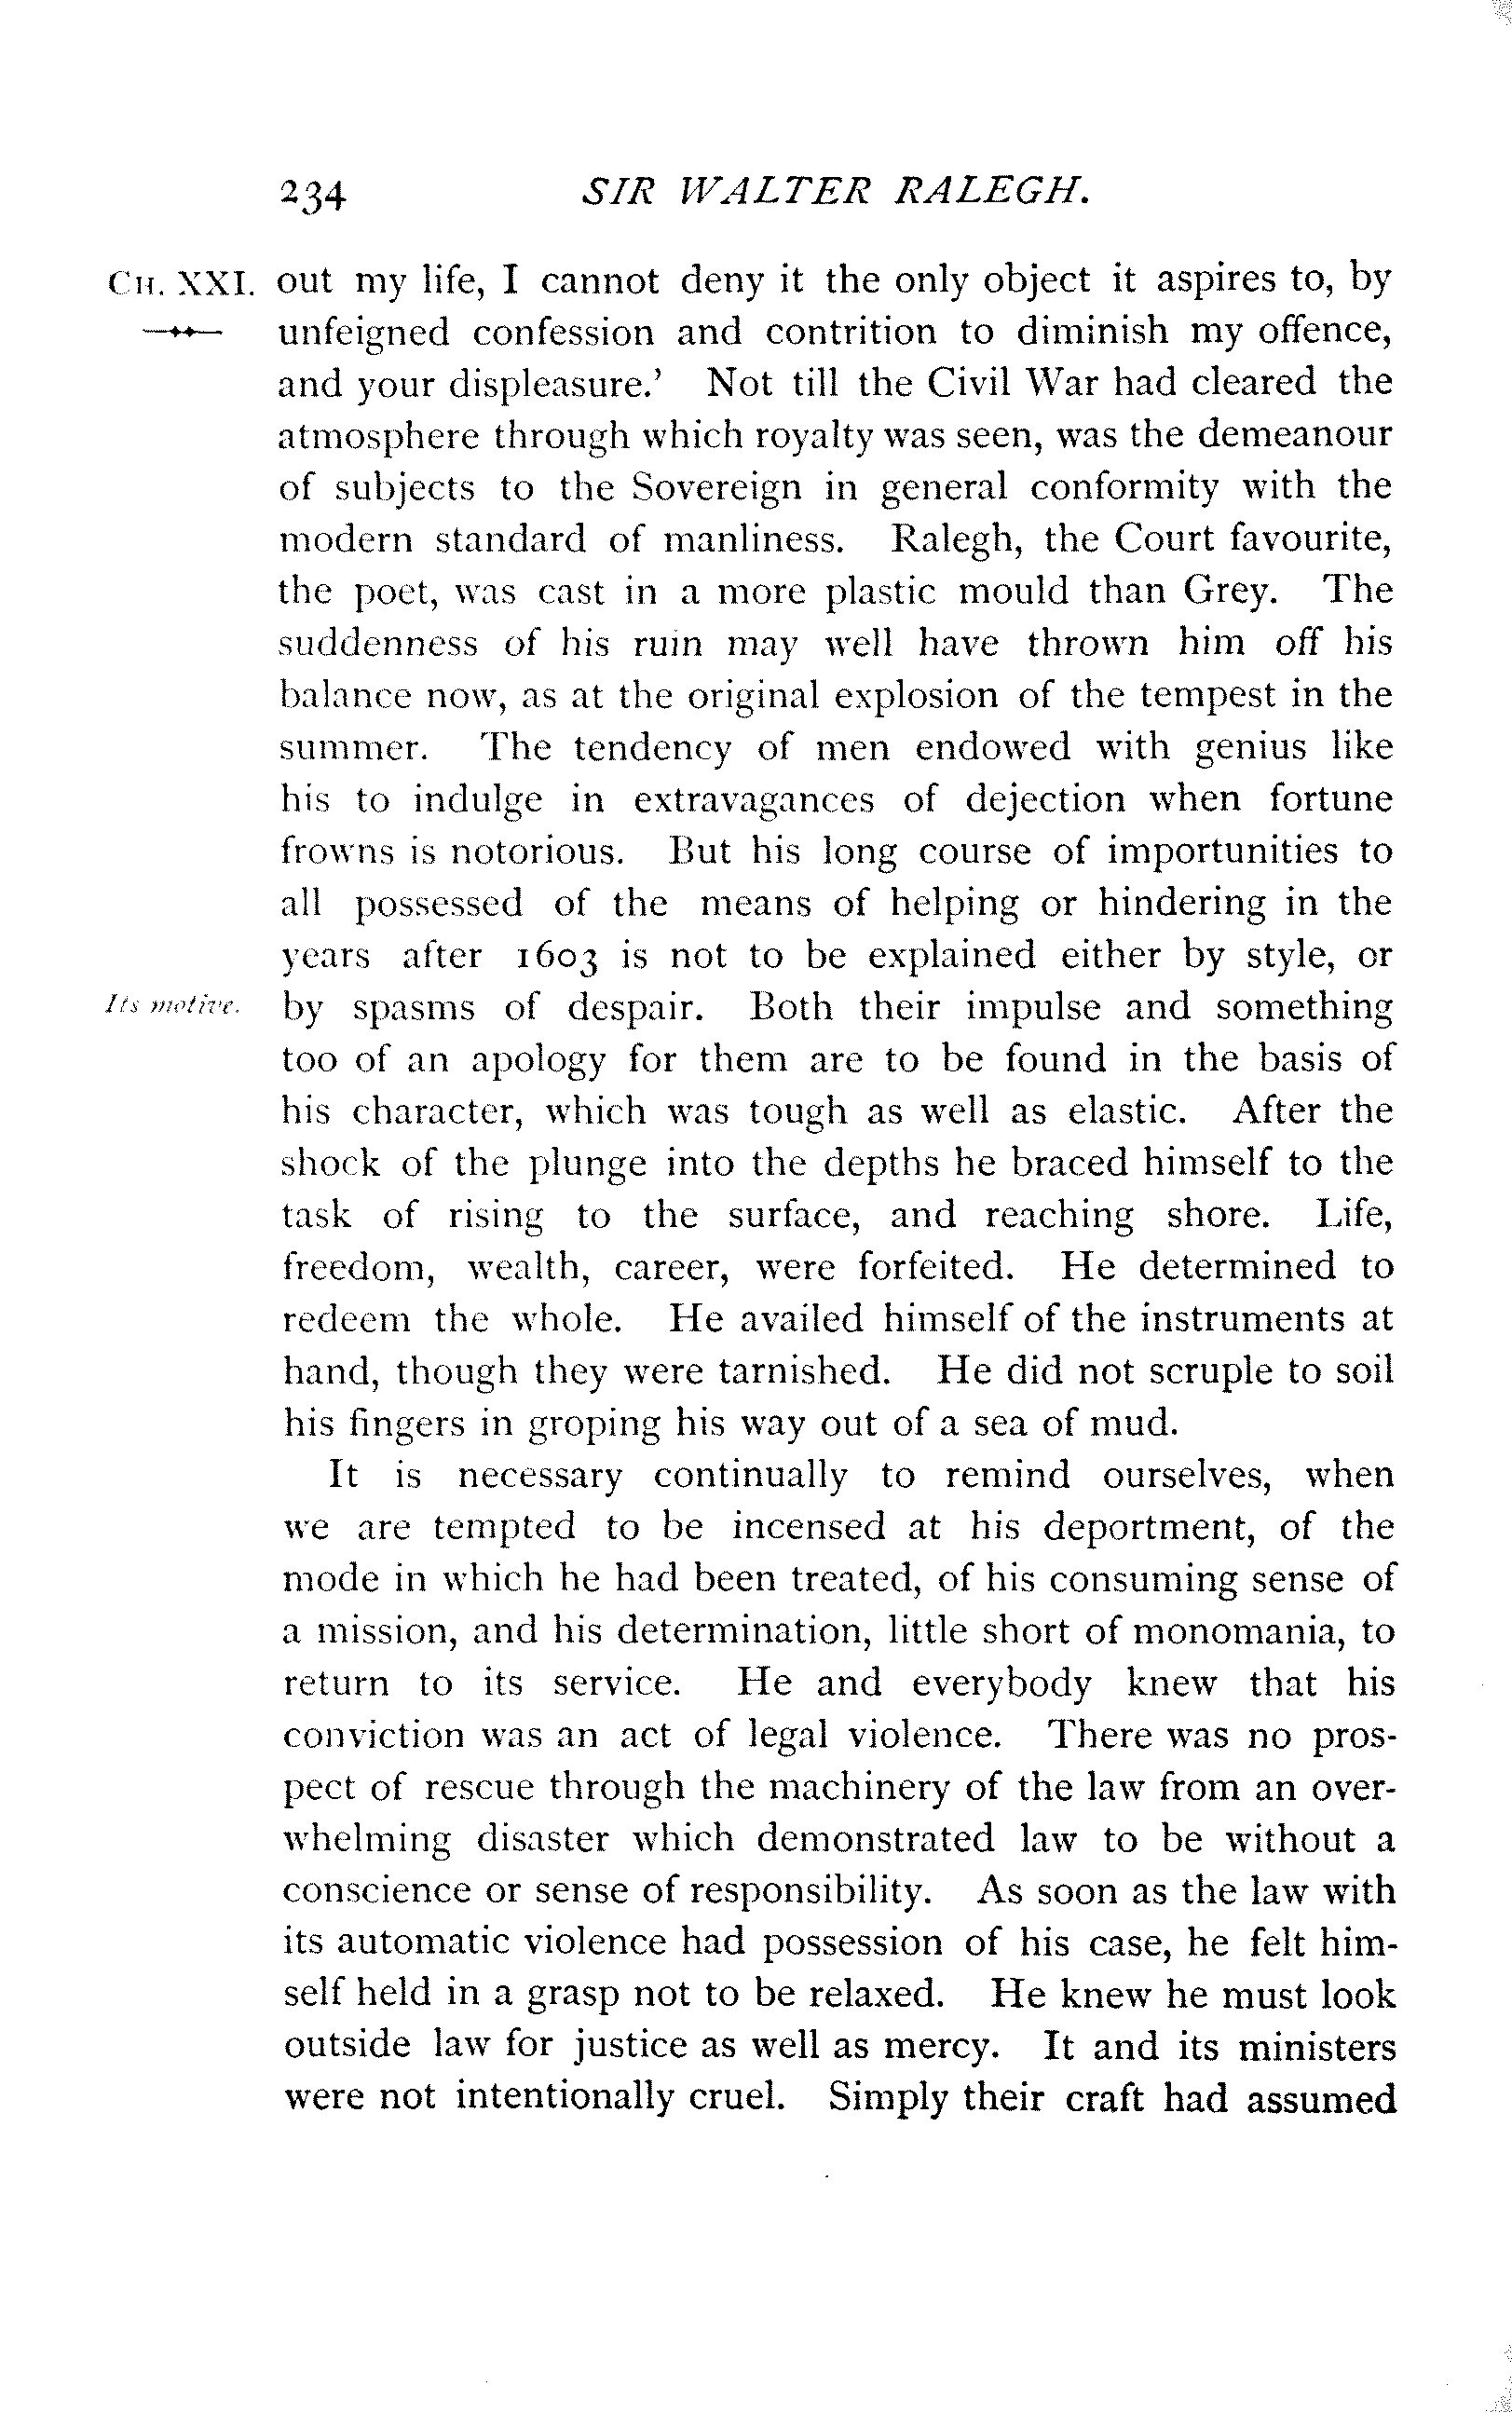 234 SIR WALTER RALEGH.
CH. XXI. out my life, I cannot deny it the only object it aspires to, by
unfeigned confession and contrition to diminish my offence,
and your displeasure.' Not till the Civil War had cleared the
atmosphere through which royalty was seen, was the demeanour
of subjects to the Sovereign in general conformity with the
modern standard of manliness. Ralegh, the Court favourite,
the poet, was cast in a more plastic mould than Grey. The
suddenness of his ruin may well have thrown him off his
balance now, as at the original explosion of the tempest in the
summer. The tendency of men endowed with genius like
his to indulge in extravagances of dejection when fortune
frowns is notorious. But his long course of importunities to
all possessed of the means of helping or hindering in the
years after 1603 is not to be explained either by style, or
Its motive. by spasms of despair. Both their impulse and something
too of an apology for them are to be found in the basis of
his character, which was tough as well as elastic. After the
shock of the plunge into the depths he braced himself to the
task of rising to the surface, and reaching shore. Life,
freedom, wealth, career, were forfeited. He determined to
redeem the whole. He availed himself of the instruments at
hand, though they were tarnished. He did not scruple to soil
his fingers in groping his way out of a sea of mud.
It is necessary continually to remind ourselves, when
we are tempted to be incensed at his deportment, of the
mode in which he had been treated, of his consuming sense of
a mission, and his determination, little short of monomania, to
return to its service. He and everybody knew that his
conviction was an act of legal violence. There was no pros-
pect of rescue through the machinery of the law from an over-
whelming disaster which demonstrated law to be without a
conscience or sense of responsibility. As soon as the law with
its automatic violence had possession of his case, he felt him-
self held in a grasp not to be relaxed. He knew he must look
outside law for justice as well as mercy. It and its ministers
were not intentionally cruel. Simply their craft had assumed